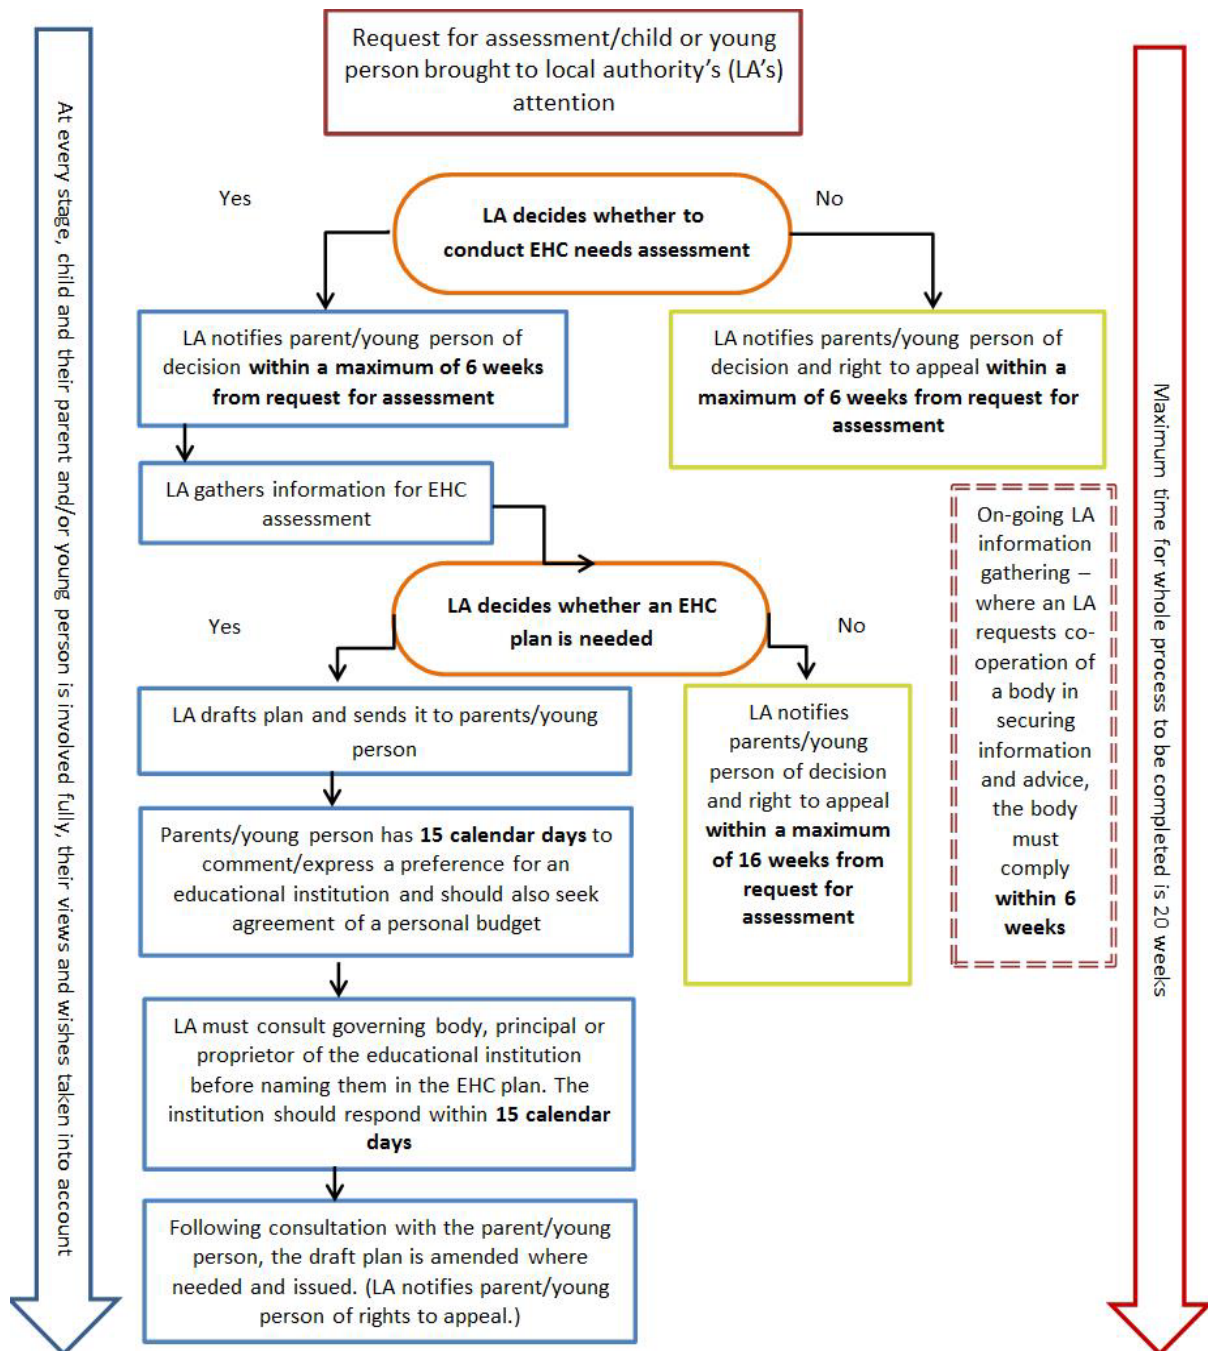 Request for assessment/child or young
person brought to local authority's (LA's)
attention
At every stage, child and their parent and/or young person is involved fully, their views and wishes taken into account
Maximum time for whole process to be completed is 20 weeks
Yes
LA decides whether to
conduct EHC needs assessment
No
LA notifies parent/young person of
decision within a maximum of 6 weeks
from request for assessment
LA notifies parents/young person of
decision and right to appeal within a
maximum of 6 weeks from request for
assessment
LA gathers information for EHC
assessment
On-going LA
information
gathering –
where an LA
requests co-
operation of
a body in
securing
information
and advice,
the body
must
comply
within 6
weeks
Yes
LA decides whether an EHC
plan is needed
No
LA drafts plan and sends it to parents/young
person
LA notifies
parents/young
person of decision
and right to appeal
within a maximum
of 16 weeks from
request for
assessment
Parents/young person has 15 calendar days to
comment/express a preference for an
educational institution and should also seek
agreement of a personal budget
LA must consult governing body, principal or
proprietor of the educational institution
before naming them in the EHC plan. The
institution should respond within 15 calendar
days
Following consultation with the parent/young
person, the draft plan is amended where
needed and issued. (LA notifies parent/young
person of rights to appeal.)